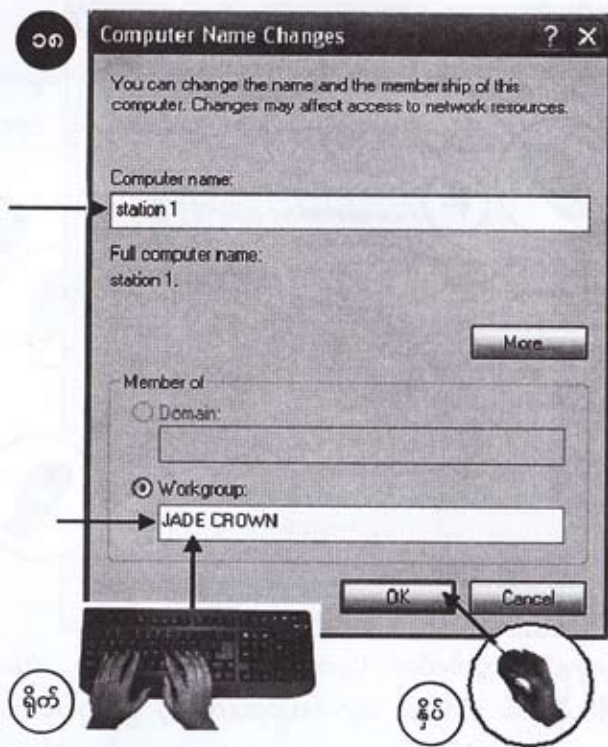 ၁၈
Computer Name Changes
You can change the name and the membership of this
computer. Changes may affect access to network resources.
Computer name:
station 1
Full computer name:
station 1.
More...
Member of
Domain:
Workgroup:
JADE CROWN
OK
Cancel
ရိုက်
နှိပ်